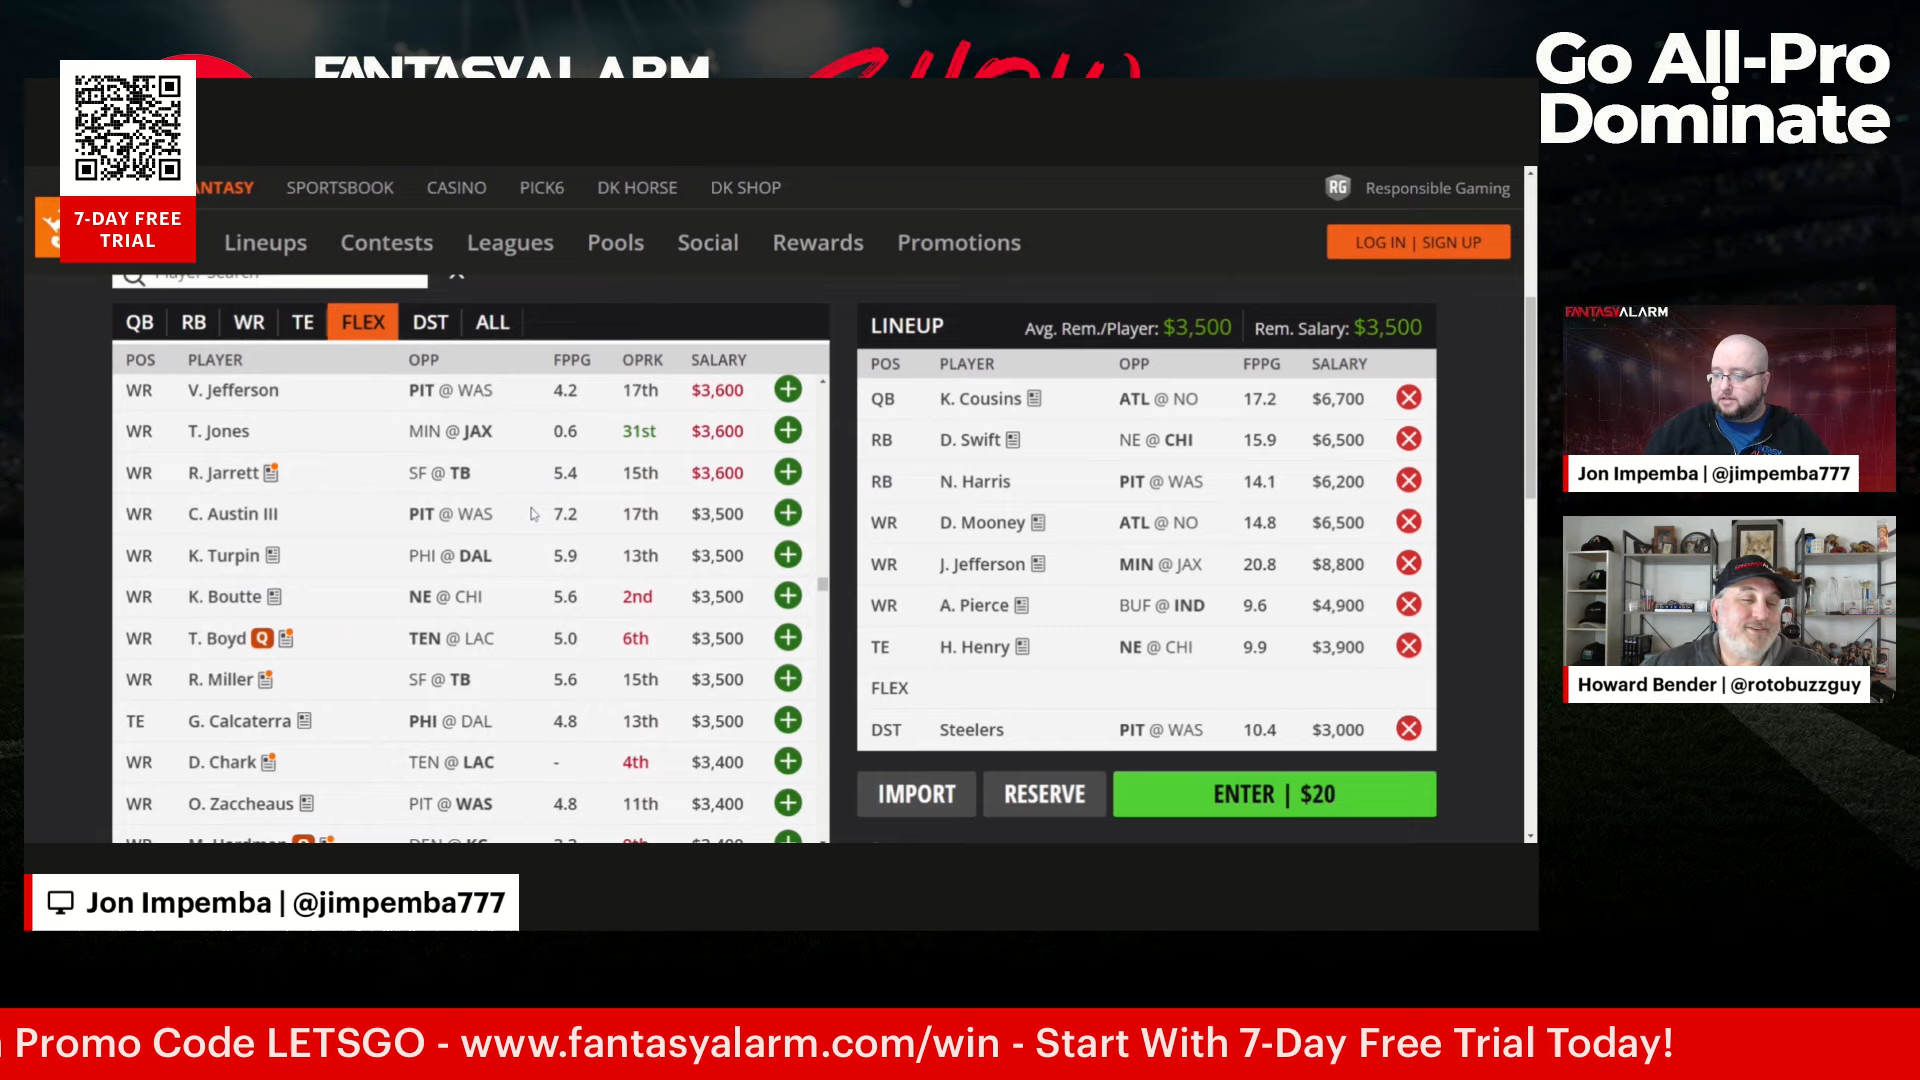 FANTASYALARM SHOW
Go All-Pro
Dominate
7-DAY FREE
TRIAL
ANTASY SPORTSBOOK CASINO PICK6 DK HORSE DK SHOP
RG Responsible Gaming
Lineups Contests Leagues Pools Social Rewards Promotions
LOG IN | SIGN UP
Player Search
QB RB WR TE FLEX DST ALL
POS PLAYER OPP FPPG OPRK SALARY
WR V. Jefferson PIT @ WAS 4.2 17th $3,600
WR T. Jones MIN @ JAX 0.6 31st $3,600
WR R. Jarrett SF @ TB 5.4 15th $3,600
WR C. Austin III PIT @ WAS 7.2 17th $3,500
WR K. Turpin PHI @ DAL 5.9 13th $3,500
WR K. Boutte NE @ CHI 5.6 2nd $3,500
WR T. Boyd Q TEN @ LAC 5.0 6th $3,500
WR R. Miller SF @ TB 5.6 15th $3,500
TE G. Calcaterra PHI @ DAL 4.8 13th $3,500
WR D. Chark TEN @ LAC - 4th $3,400
WR O. Zaccheaus PIT @ WAS 4.8 11th $3,400
LINEUP Avg. Rem./Player: $3,500 Rem. Salary: $3,500
POS PLAYER OPP FPPG SALARY
QB K. Cousins ATL @ NO 17.2 $6,700
RB D. Swift NE @ CHI 15.9 $6,500
RB N. Harris PIT @ WAS 14.1 $6,200
WR D. Mooney ATL @ NO 14.8 $6,500
WR J. Jefferson MIN @ JAX 20.8 $8,800
WR A. Pierce BUF @ IND 9.6 $4,900
TE H. Henry NE @ CHI 9.9 $3,900
FLEX
DST Steelers PIT @ WAS 10.4 $3,000
IMPORT RESERVE ENTER | $20
FANTASYALARM
Jon Impemba | @jimpemba777
Howard Bender | @rotobuzzguy
Jon Impemba | @jimpemba777
Promo Code LETSGO - www.fantasyalarm.com/win - Start With 7-Day Free Trial Today!